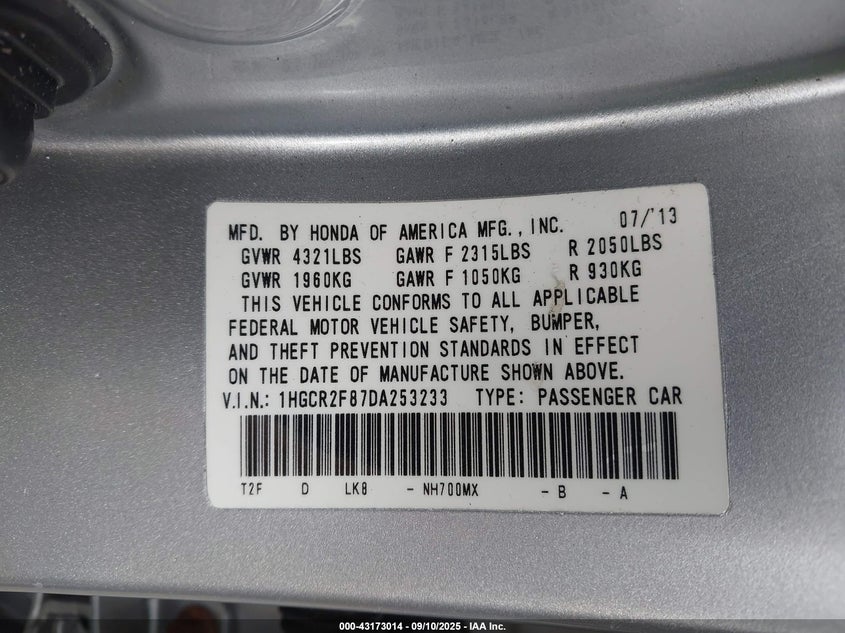 MFD. BY HONDA OF AMERICA MFG., INC. 07/'13
GVWR 4321LBS GAWR F 2315LBS R 2050LBS
GVWR 1960KG GAWR F 1050KG R 930KG
THIS VEHICLE CONFORMS TO ALL APPLICABLE
FEDERAL MOTOR VEHICLE SAFETY, BUMPER,
AND THEFT PREVENTION STANDARDS IN EFFECT
ON THE DATE OF MANUFACTURE SHOWN ABOVE.
V.I.N.: 1HGCR2F87DA253233 TYPE: PASSENGER CAR
T2F D LK8 - NH700MX - B - A
000-43173014 - 09/10/2025 - IAA Inc.